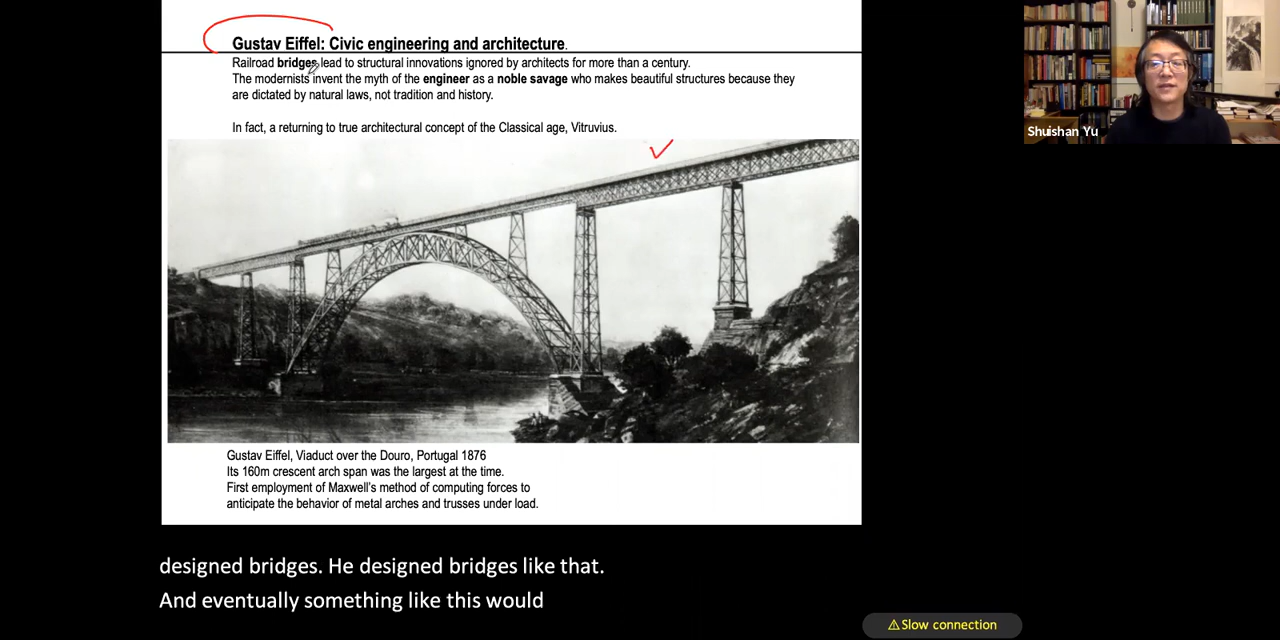 Gustav Eiffel: Civic engineering and architecture.
Railroad bridges lead to structural innovations ignored by architects for more than a century.
The modernists invent the myth of the engineer as a noble savage who makes beautiful structures because they
are dictated by natural laws, not tradition and history.
In fact, a returning to true architectural concept of the Classical age, Vitruvius.
Shuishan Yu
Gustav Eiffel, Viaduct over the Douro, Portugal 1876
Its 160m crescent arch span was the largest at the time.
First employment of Maxwell's method of computing forces to
anticipate the behavior of metal arches and trusses under load.
designed bridges. He designed bridges like that.
And eventually something like this would
Slow connection